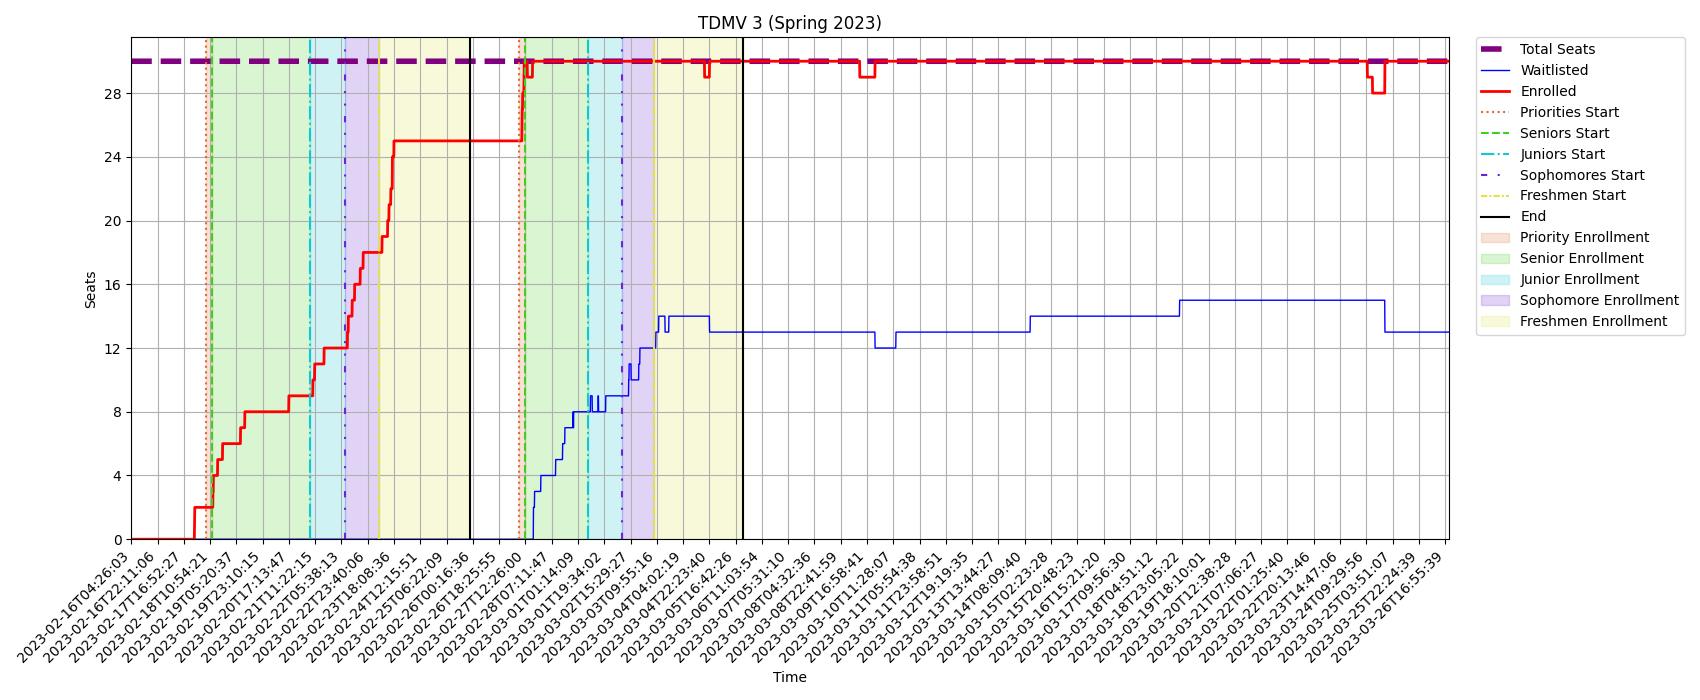 TDMV 3 (Spring 2023)
Seats
28
24
20
16
12
8
4
0
2023-02-16T04:26:03
2023-02-16T22:11:06
2023-02-17T16:52:27
2023-02-18T10:54:21
2023-02-19T05:20:37
2023-02-19T23:10:15
2023-02-20T17:13:47
2023-02-21T11:22:15
2023-02-22T05:38:13
2023-02-22T23:40:06
2023-02-23T18:08:36
2023-02-24T12:15:51
2023-02-25T06:22:09
2023-02-26T00:16:36
2023-02-26T18:25:55
2023-02-27T12:26:00
2023-02-28T07:11:47
2023-03-01T01:14:09
2023-03-01T19:34:02
2023-03-02T15:29:27
2023-03-03T09:55:16
2023-03-04T04:02:19
2023-03-04T22:23:40
2023-03-05T16:42:26
2023-03-06T11:03:54
2023-03-07T05:31:10
2023-03-08T04:32:36
2023-03-08T22:41:59
2023-03-09T16:58:41
2023-03-10T11:28:07
2023-03-11T05:54:38
2023-03-11T23:58:51
2023-03-12T19:19:35
2023-03-13T13:44:27
2023-03-14T08:09:40
2023-03-15T02:23:28
2023-03-15T20:48:23
2023-03-16T15:21:20
2023-03-17T09:56:30
2023-03-18T04:51:12
2023-03-18T23:05:22
2023-03-19T18:10:01
2023-03-20T12:38:28
2023-03-21T07:06:27
2023-03-22T01:25:40
2023-03-22T20:13:46
2023-03-23T14:47:06
2023-03-24T09:29:56
2023-03-25T03:51:07
2023-03-25T22:24:39
2023-03-26T16:55:39
Time
Total Seats
Waitlisted
Enrolled
Priorities Start
Seniors Start
Juniors Start
Sophomores Start
Freshmen Start
End
Priority Enrollment
Senior Enrollment
Junior Enrollment
Sophomore Enrollment
Freshmen Enrollment